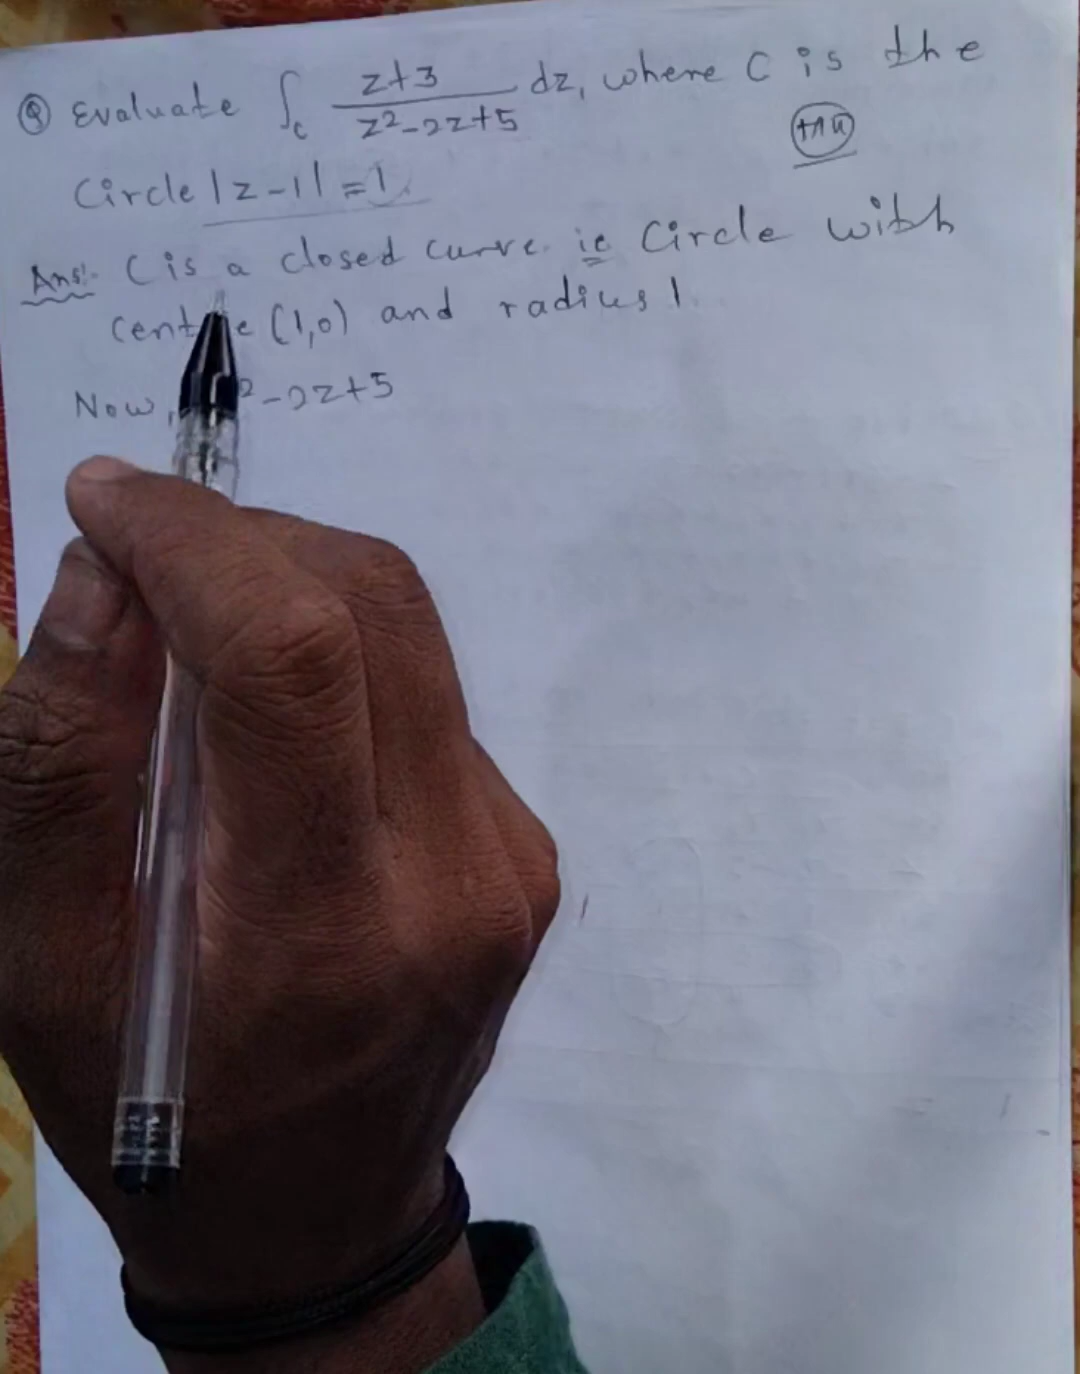 Q Evaluate ∫c z+3 / z²-2z+5 dz, where C is the
Circle |z-1|=1.
Ans:- C is a closed curve. ie Circle with
(1,0) and radius 1.
Now, ²-2z+5